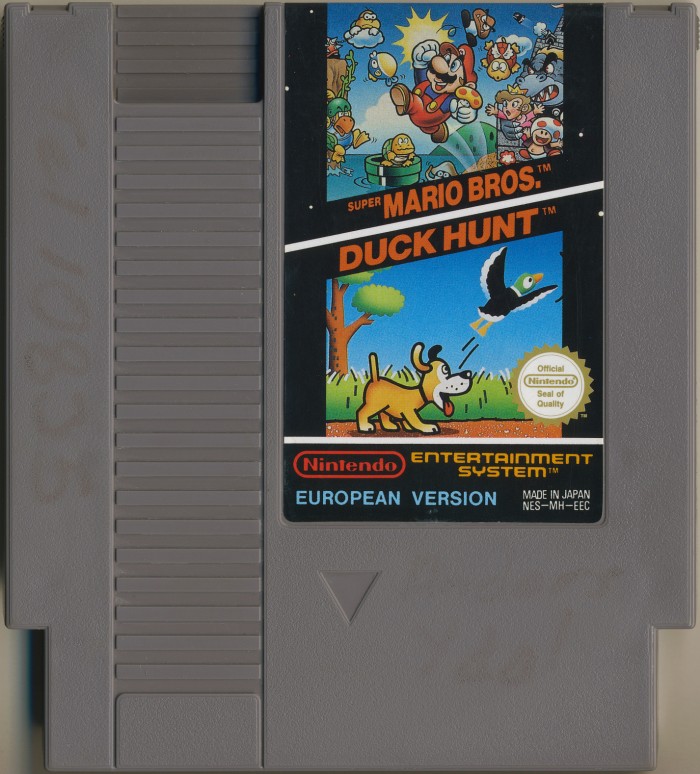 SUPER MARIO BROS.™
DUCK HUNT™
Official
Nintendo
Seal of
Quality
™
Nintendo
ENTERTAINMENT
SYSTEM™
EUROPEAN VERSION
MADE IN JAPAN
NES-MH-EEC